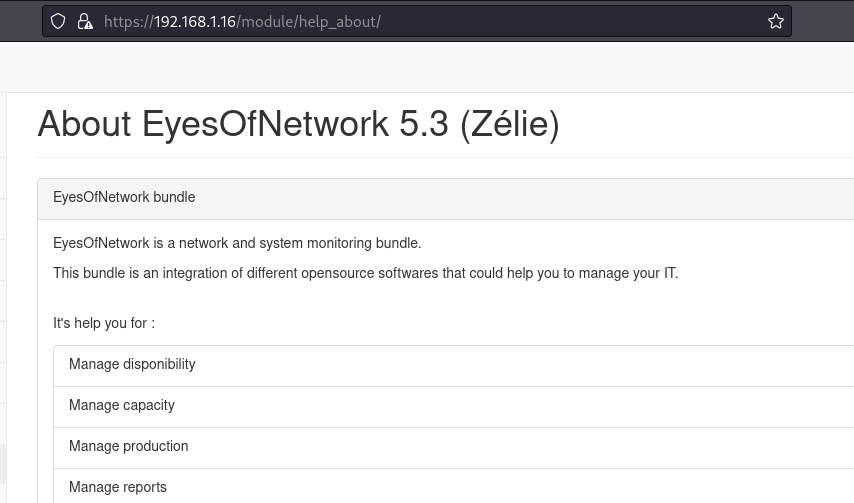 https://192.168.1.16/module/help_about/
About EyesOfNetwork 5.3 (Zélie)
EyesOfNetwork bundle
EyesOfNetwork is a network and system monitoring bundle.
This bundle is an integration of different opensource softwares that could help you to manage your IT.
It's help you for :
Manage disponibility
Manage capacity
Manage production
Manage reports